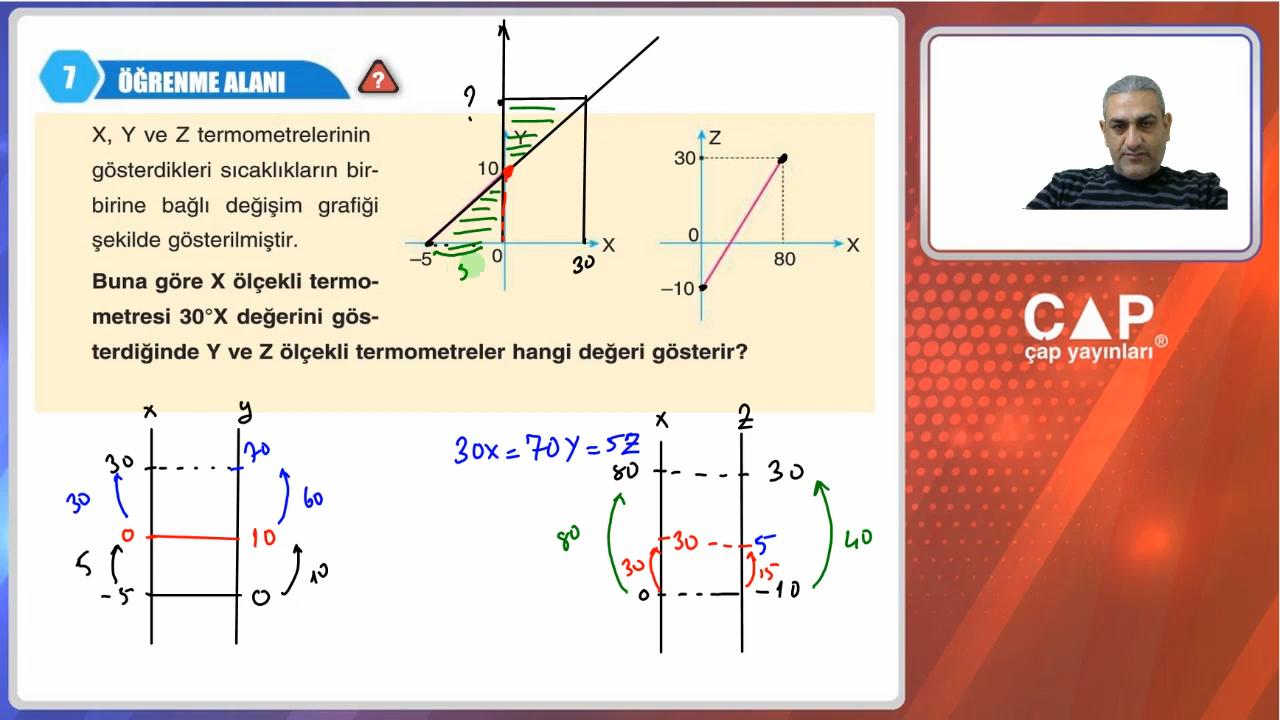 7 ÖĞRENME ALANI
?
X, Y ve Z termometrelerinin
gösterdikleri sıcaklıkların bir-
birine bağlı değişim grafiği
şekilde gösterilmiştir.
Buna göre X ölçekli termo-
metresi 30°X değerini gös-
terdiğinde Y ve Z ölçekli termometreler hangi değeri gösterir?
?
Y
10
-5
0
X
5
30
Z
30
0
80
X
-10
ÇAP
çap yayınları®
x y
30 70
30 60
0 10
5 10
-5 0
30x = 70Y = 5Z
x Z
80 30
80 40
30 5
30 15
0 -10